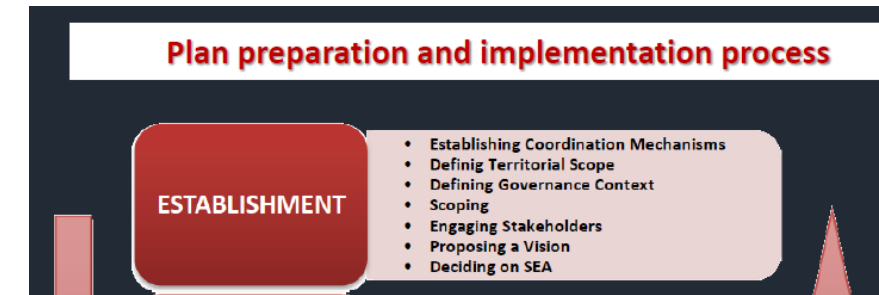 Plan preparation and implementation process
ESTABLISHMENT
• Establishing Coordination Mechanisms
• Definig Territorial Scope
• Defining Governance Context
• Scoping
• Engaging Stakeholders
• Proposing a Vision
• Deciding on SEA